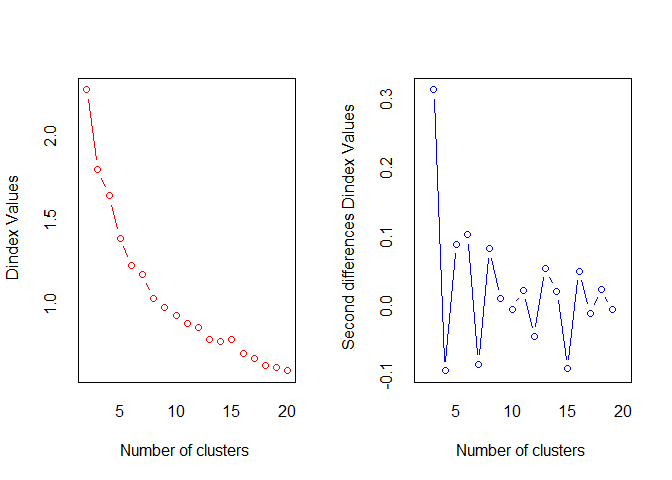 Dindex Values
2.0
1.5
1.0
5 10 15 20
Number of clusters
Second differences Dindex Values
0.3
0.2
0.1
0.0
-0.1
5 10 15 20
Number of clusters